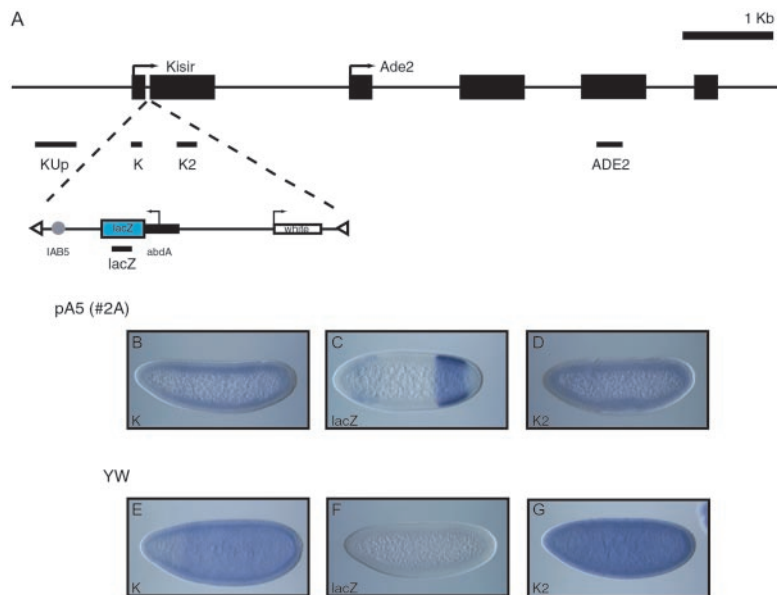 A
1 Kb
Kisir
Ade2
KUp
K
K2
ADE2
lacZ
white
IAB5
abdA
lacZ
pA5 (#2A)
B
C
D
K
lacZ
K2
YW
E
F
G
K
lacZ
K2